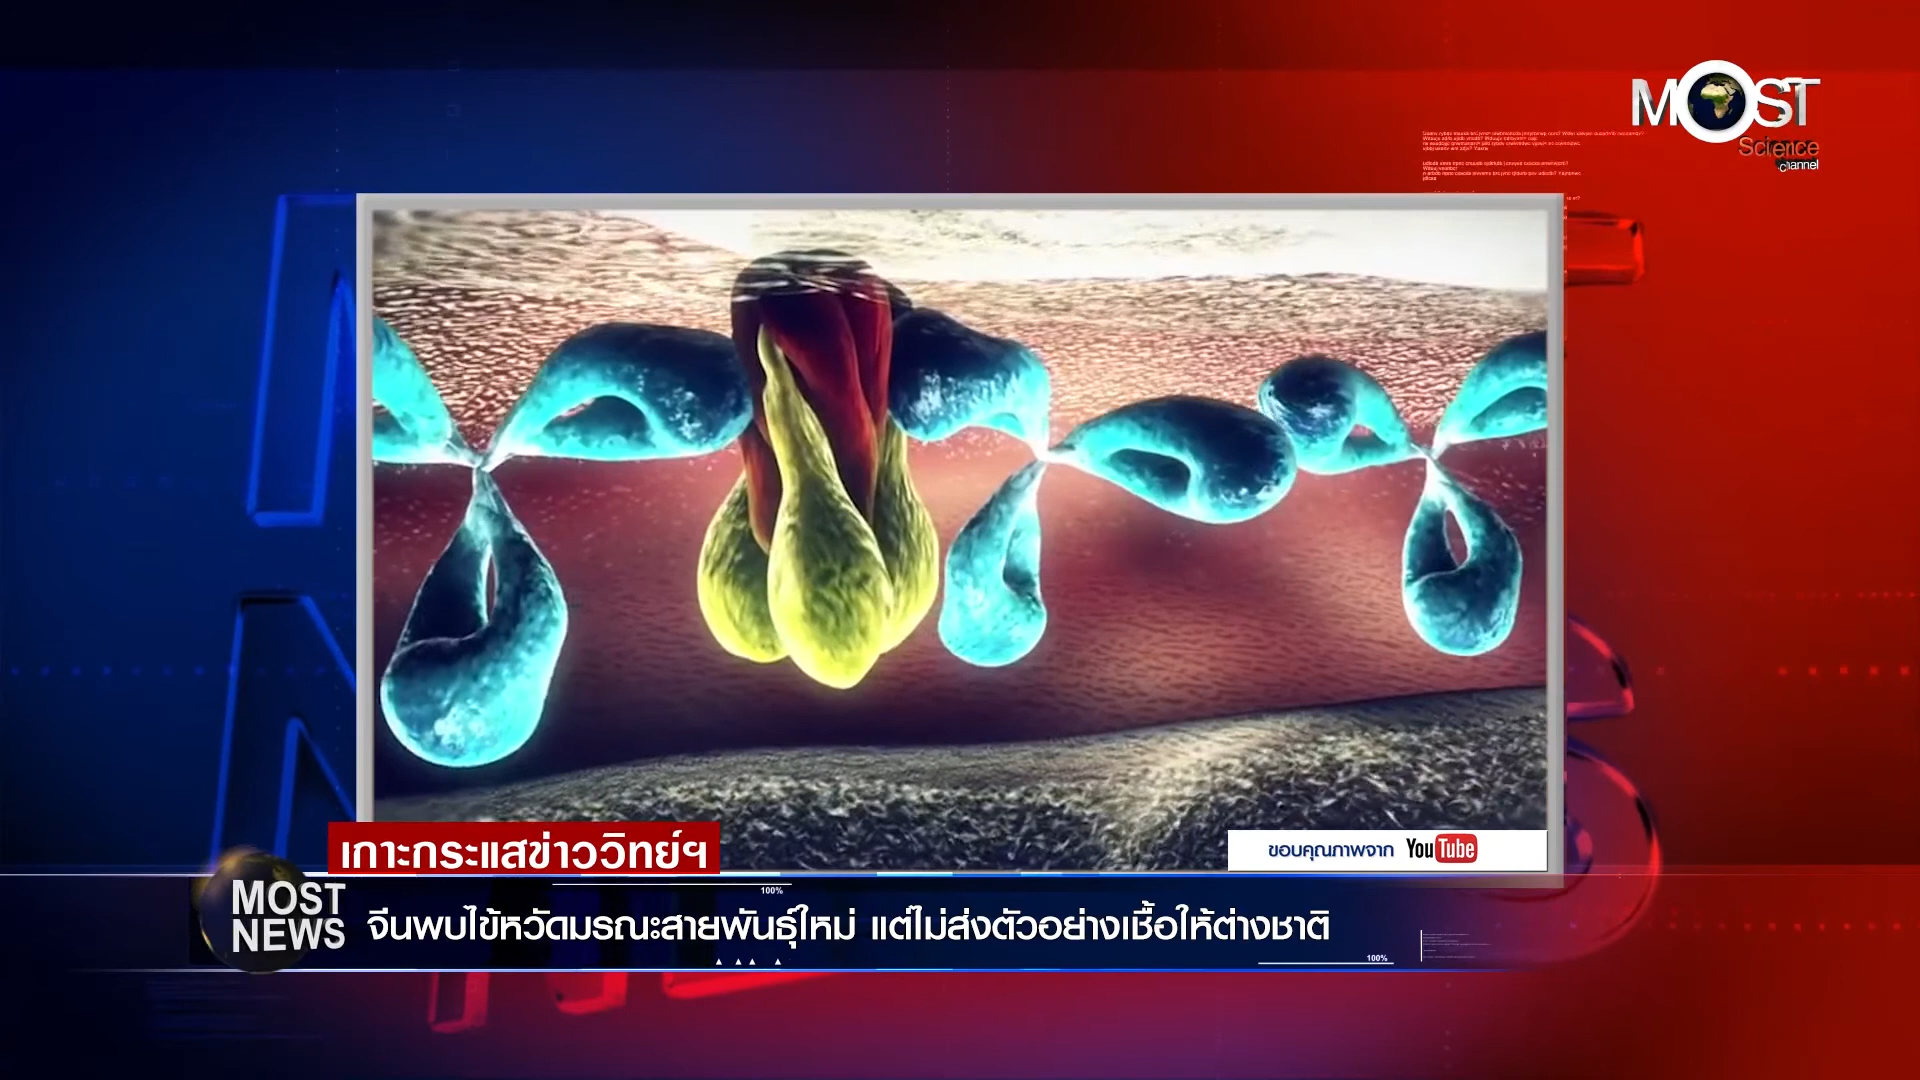 MOST
Science
Channel
เกาะกระแสข่าววิทย์ฯ
ขอบคุณภาพจาก YouTube
MOST
NEWS
100%
จีนพบไข้หวัดมรณะสายพันธุ์ใหม่ แต่ไม่ส่งตัวอย่างเชื้อให้ต่างชาติ
100%